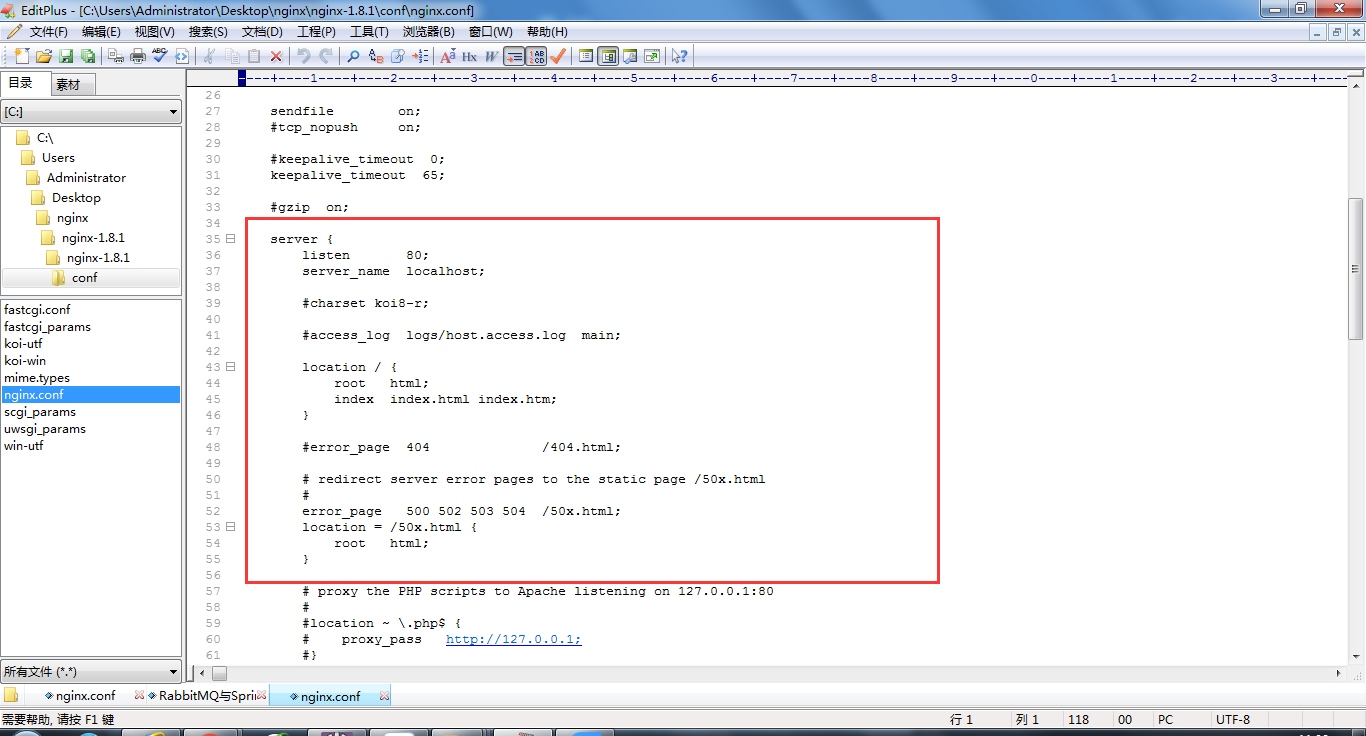 EditPlus - [C:\Users\Administrator\Desktop\nginx\nginx-1.8.1\conf\nginx.conf]
文件(F) 编辑(E) 视图(V) 搜索(S) 文档(D) 工程(P) 工具(T) 浏览器(B) 窗口(W) 帮助(H)
目录 素材
[C:]
C:\
Users
Administrator
Desktop
nginx
nginx-1.8.1
nginx-1.8.1
conf
fastcgi.conf
fastcgi_params
koi-utf
koi-win
mime.types
nginx.conf
scgi_params
uwsgi_params
win-utf
所有文件 (*.*)
----+----1----+----2----+----3----+----4----+----5----+----6----+----7----+----8----+----9----+----0----+----1----+----2----+----3----+--
26
27 sendfile        on;
28 #tcp_nopush     on;
29
30 #keepalive_timeout  0;
31 keepalive_timeout  65;
32
33 #gzip  on;
34
35 server {
36     listen       80;
37     server_name  localhost;
38
39     #charset koi8-r;
40
41     #access_log  logs/host.access.log  main;
42
43     location / {
44         root   html;
45         index  index.html index.htm;
46     }
47
48     #error_page  404              /404.html;
49
50     # redirect server error pages to the static page /50x.html
51     #
52     error_page   500 502 503 504  /50x.html;
53     location = /50x.html {
54         root   html;
55     }
56
57     # proxy the PHP scripts to Apache listening on 127.0.0.1:80
58     #
59     #location ~ \.php$ {
60     #    proxy_pass   http://127.0.0.1;
61     #}
nginx.conf RabbitMQ与Sprin nginx.conf
需要帮助, 请按 F1 键 行 1 列 1 118 00 PC UTF-8